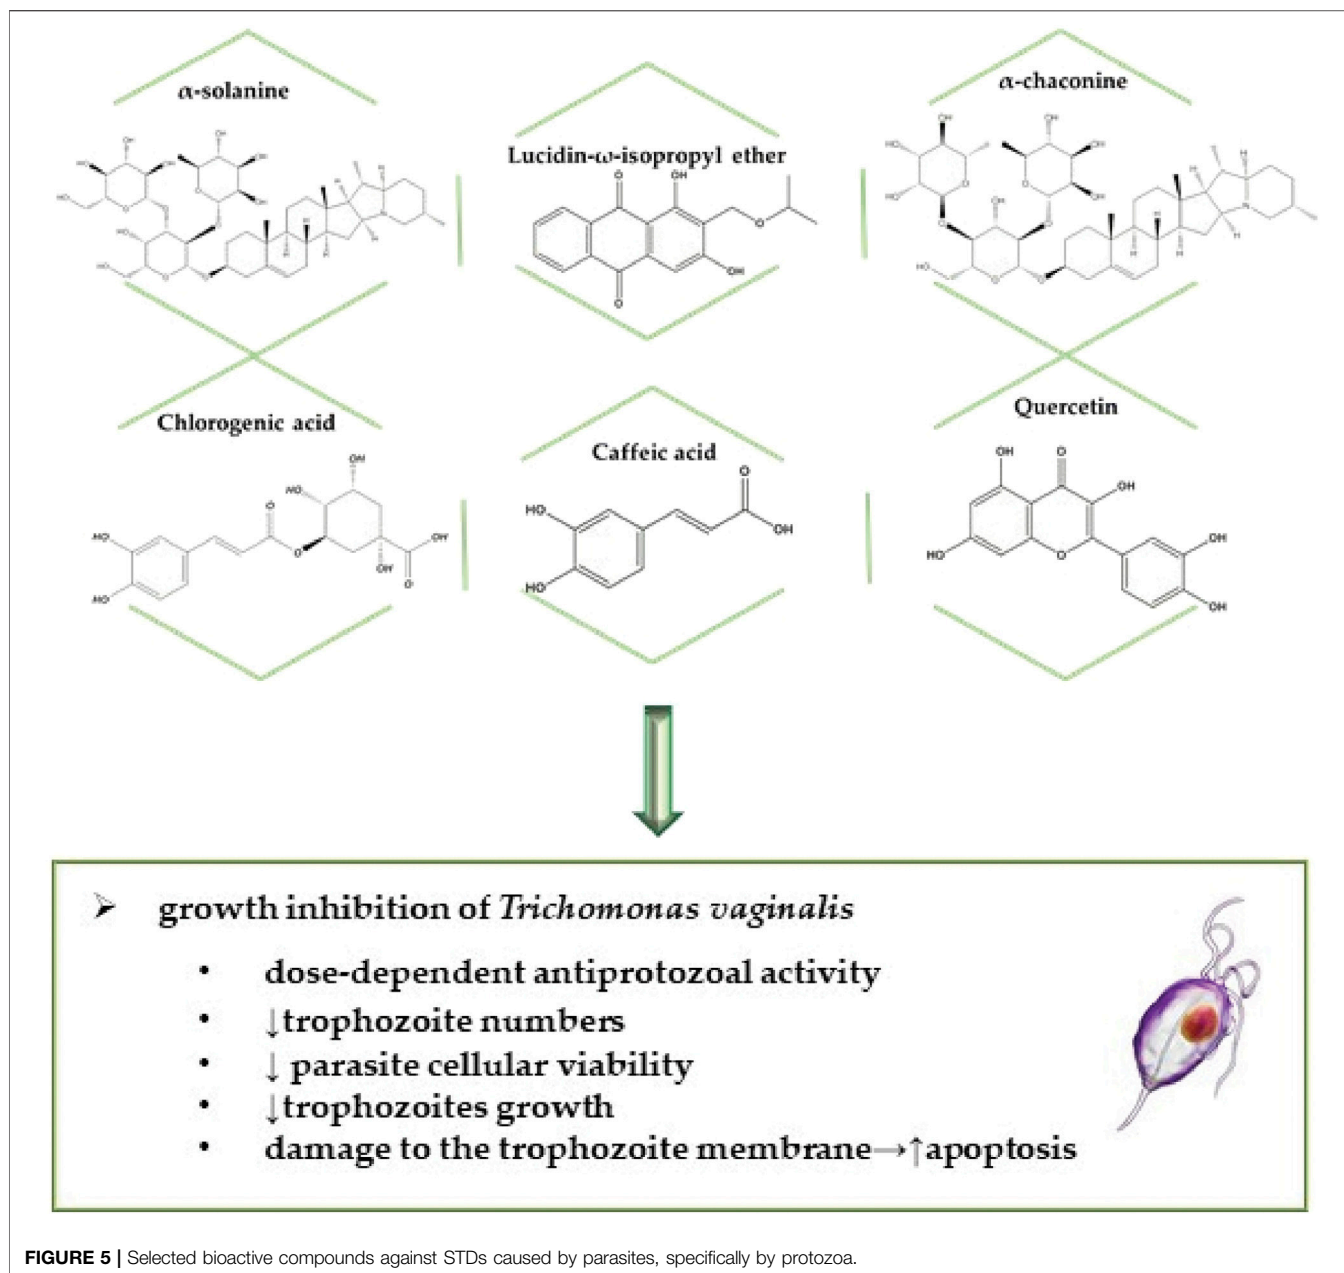 α-solanine
Lucidin-ω-isopropyl ether
α-chaconine
Chlorogenic acid
Caffeic acid
Quercetin
➢ growth inhibition of Trichomonas vaginalis
• dose-dependent antiprotozoal activity
• ↓trophozoite numbers
• ↓ parasite cellular viability
• ↓trophozoites growth
• damage to the trophozoite membrane→↑apoptosis
FIGURE 5 | Selected bioactive compounds against STDs caused by parasites, specifically by protozoa.